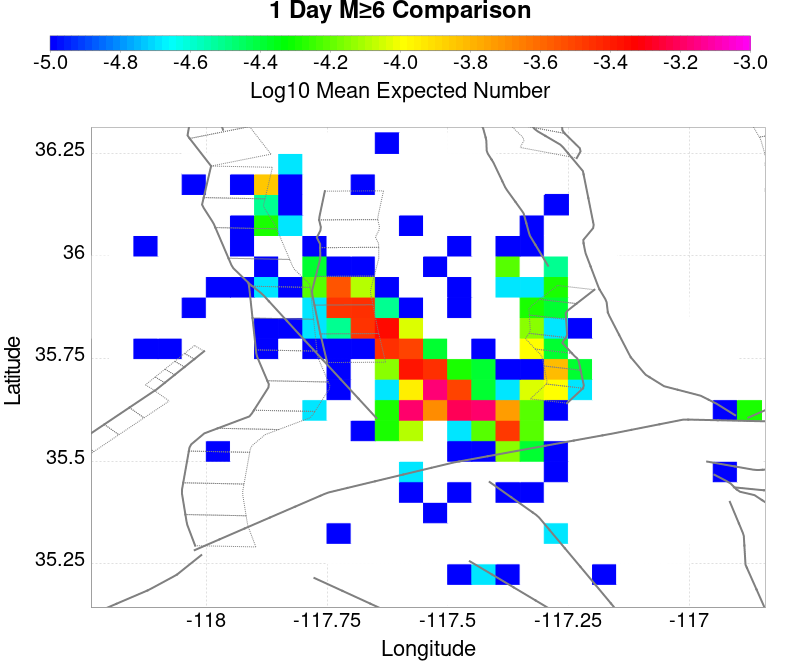 1 Day M≥6 Comparison
-5.0 -4.8 -4.6 -4.4 -4.2 -4.0 -3.8 -3.6 -3.4 -3.2 -3.0
Log10 Mean Expected Number
36.25
36
35.75
35.5
35.25
Latitude
-118 -117.75 -117.5 -117.25 -117
Longitude